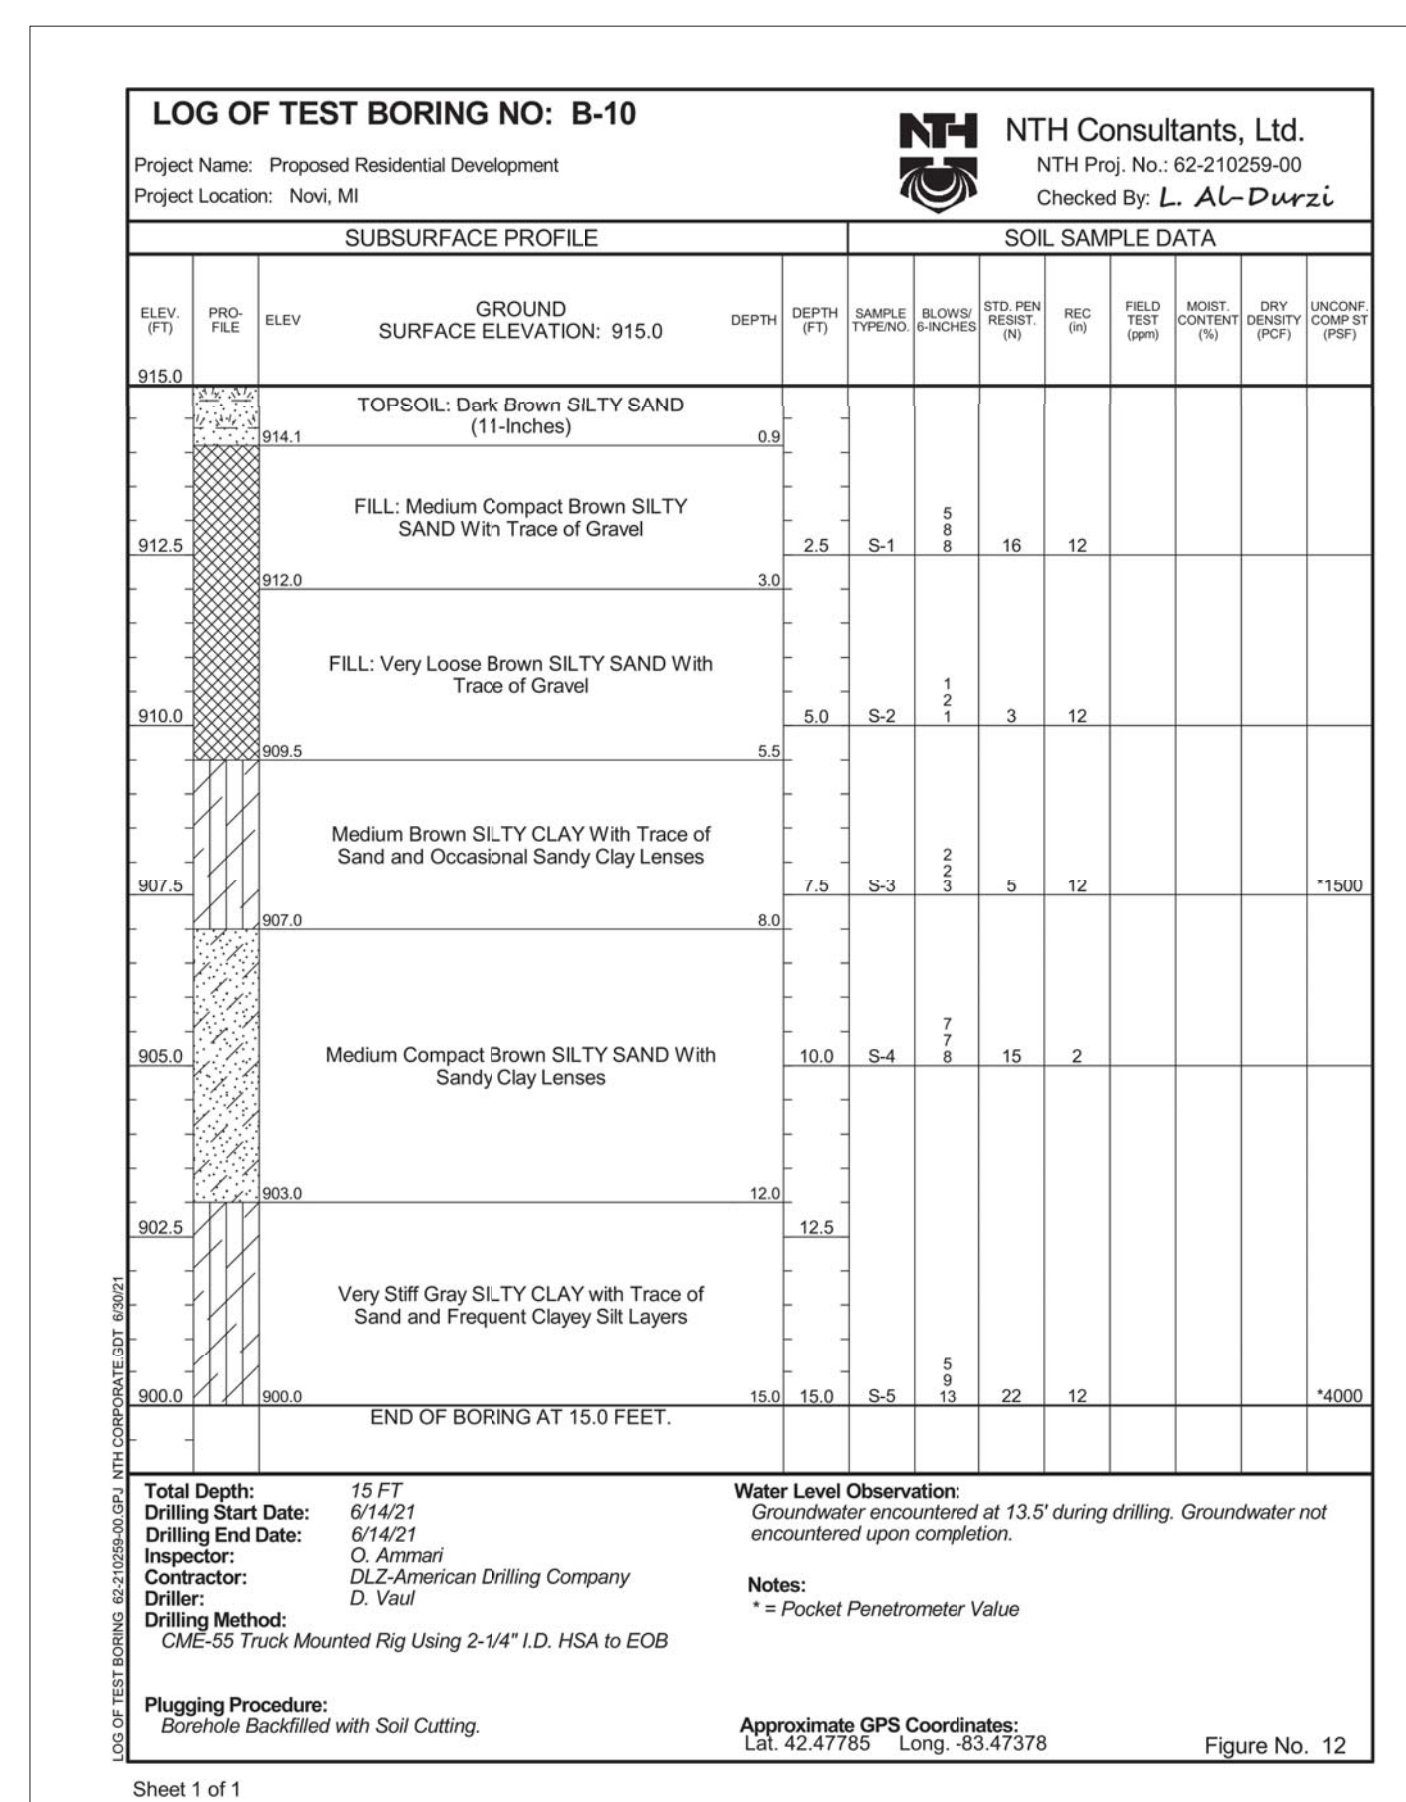 LOG OF TEST BORING NO: B-10
Project Name: Proposed Residential Development
Project Location: Novi, MI
NTH
NTH Consultants, Ltd.
NTH Proj. No.: 62-210259-00
Checked By: L. Al-Durzi
SUBSURFACE PROFILE
SOIL SAMPLE DATA
ELEV. (FT)
PRO-FILE
ELEV
GROUND
SURFACE ELEVATION: 915.0
DEPTH
DEPTH (FT)
SAMPLE TYPE/NO.
BLOWS/ 6-INCHES
STD. PEN RESIST. (N)
REC (in)
FIELD TEST (ppm)
MOIST. CONTENT (%)
DRY DENSITY (PCF)
UNCONF. COMP ST (PSF)
915.0
TOPSOIL: Dark Brown SILTY SAND
(11-Inches)
914.1 0.9
FILL: Medium Compact Brown SILTY
SAND With Trace of Gravel
5
8
912.5 2.5 S-1 8 16 12
912.0 3.0
FILL: Very Loose Brown SILTY SAND With
Trace of Gravel
1
2
910.0 5.0 S-2 1 3 12
909.5 5.5
Medium Brown SILTY CLAY With Trace of
Sand and Occasional Sandy Clay Lenses
2
2
907.5 7.5 S-3 3 5 12 *1500
907.0 8.0
7
7
905.0 Medium Compact Brown SILTY SAND With 10.0 S-4 8 15 2
Sandy Clay Lenses
903.0 12.0
902.5 12.5
Very Stiff Gray SILTY CLAY with Trace of
Sand and Frequent Clayey Silt Layers
5
9
900.0 900.0 15.0 15.0 S-5 13 22 12 *4000
END OF BORING AT 15.0 FEET.
Total Depth: 15 FT
Drilling Start Date: 6/14/21
Drilling End Date: 6/14/21
Inspector: O. Ammari
Contractor: DLZ-American Drilling Company
Driller: D. Vaul
Drilling Method:
CME-55 Truck Mounted Rig Using 2-1/4" I.D. HSA to EOB
Plugging Procedure:
Borehole Backfilled with Soil Cutting.
Water Level Observation:
Groundwater encountered at 13.5' during drilling. Groundwater not
encountered upon completion.
Notes:
* = Pocket Penetrometer Value
Approximate GPS Coordinates:
Lat. 42.47785 Long. -83.47378
Figure No. 12
LOG OF TEST BORING 62-210259-00.GPJ NTH CORPORATE.GDT 6/30/21
Sheet 1 of 1